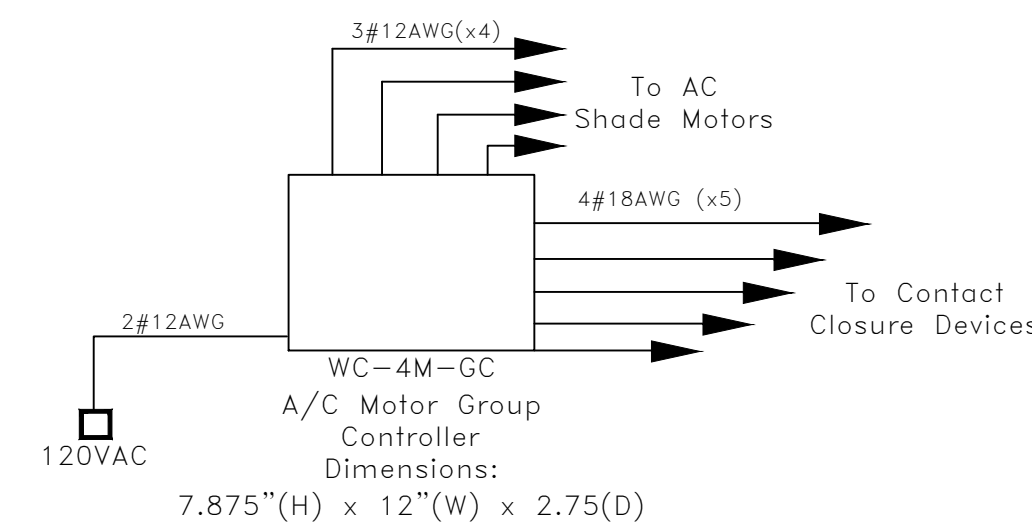 3#12AWG(x4)
To AC
Shade Motors
4#18AWG (x5)
To Contact
Closure Devices
2#12AWG
120VAC
WC-4M-GC
A/C Motor Group
Controller
Dimensions:
7.875"(H) x 12"(W) x 2.75(D)